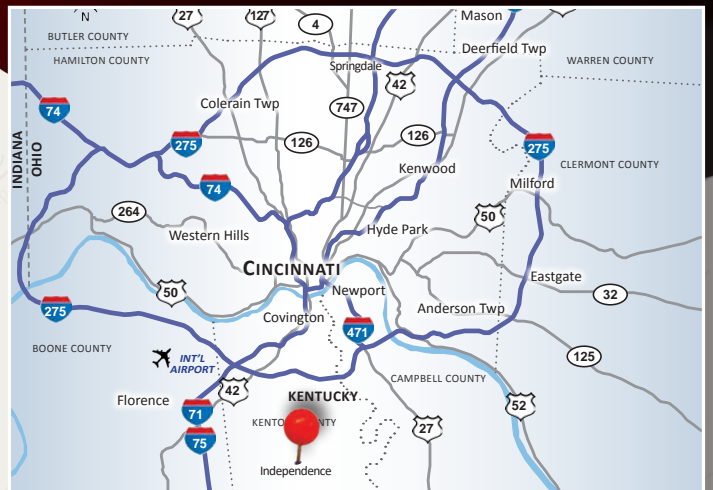 N
27
127
4
Mason
BUTLER COUNTY
HAMILTON COUNTY
Deerfield Twp
WARREN COUNTY
Springdale
42
74
Colerain Twp
747
INDIANA
OHIO
275
126
126
275
CLERMONT COUNTY
Kenwood
74
Milford
264
50
Western Hills
Hyde Park
CINCINNATI
50
Newport
Eastgate
32
275
Covington
Anderson Twp
471
BOONE COUNTY
INT'L
AIRPORT
125
CAMPBELL COUNTY
42
KENTUCKY
Florence
52
71
27
75
Independence